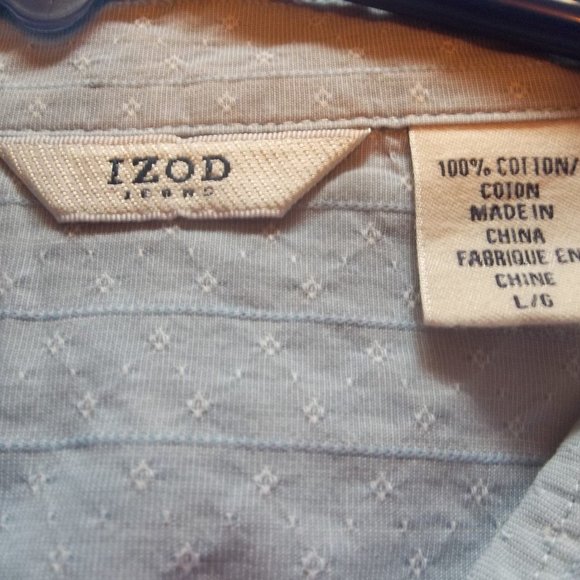 IZOD
JEANS
100% COTTON/
COTON
MADE IN
CHINA
FABRIQUE EN
CHINE
L/G